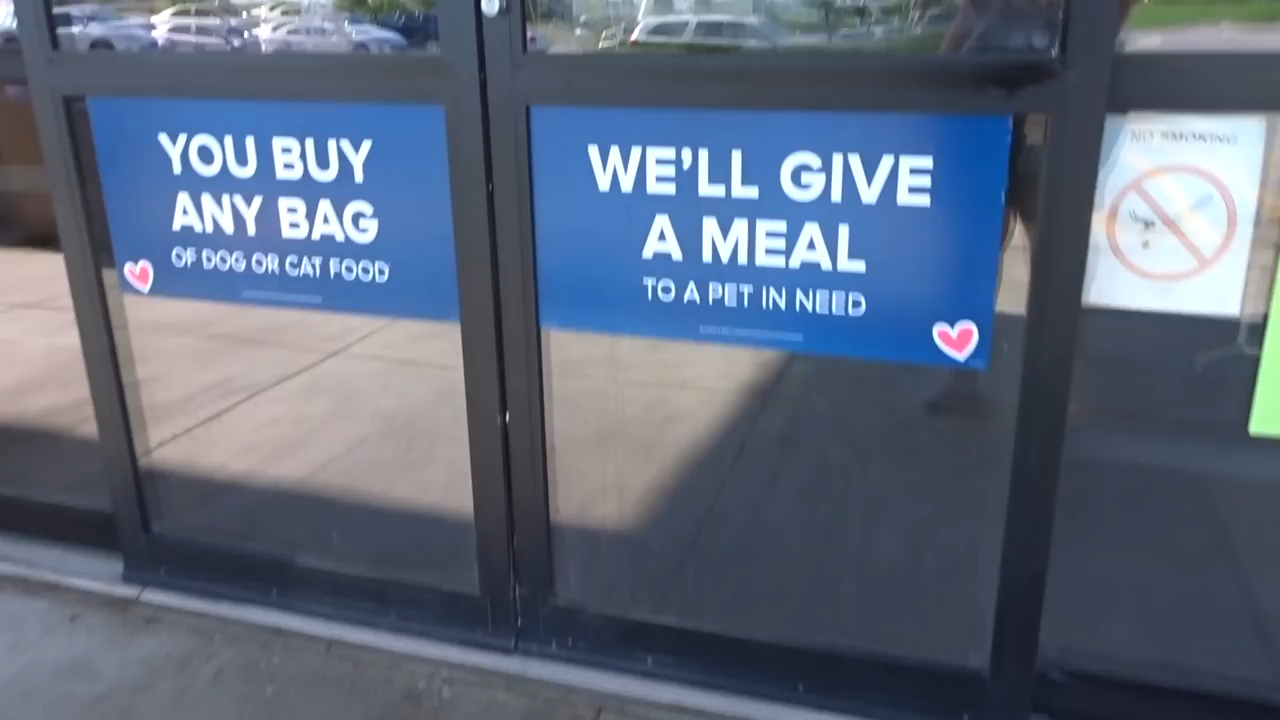 YOU BUY
ANY BAG
OF DOG OR CAT FOOD
WE'LL GIVE
A MEAL
TO A PET IN NEED
NO SMOKING